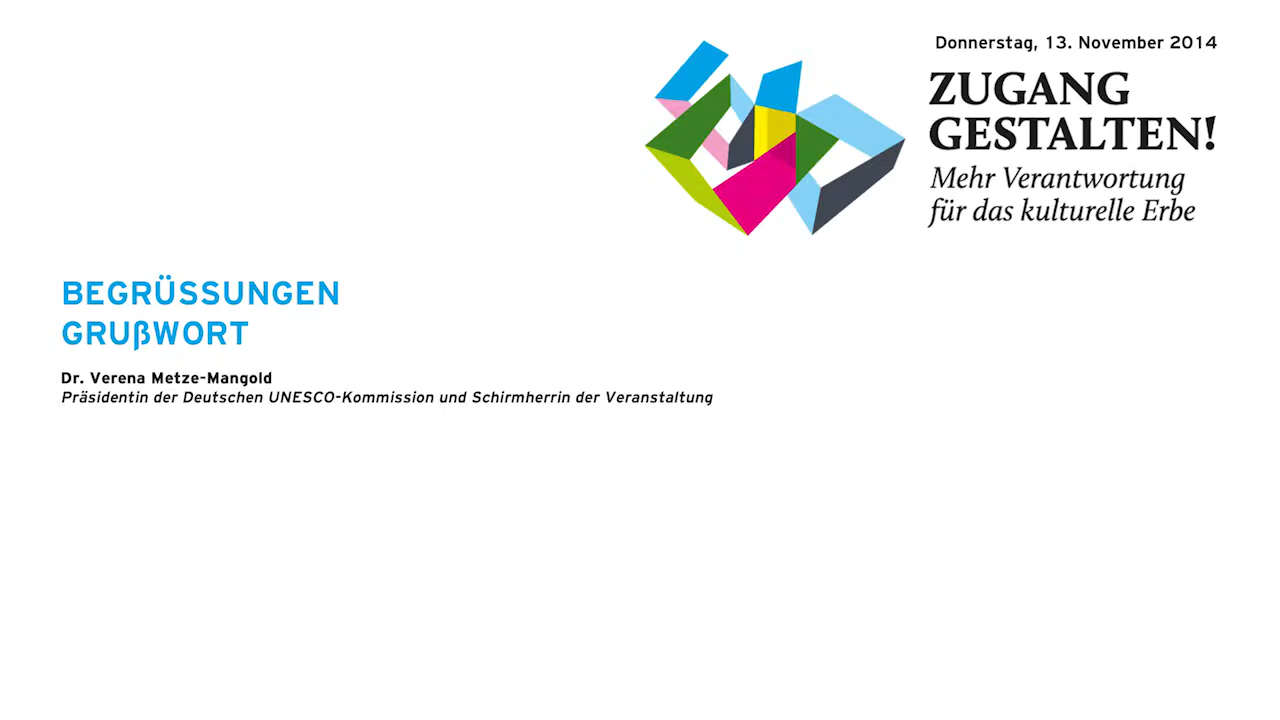 Donnerstag, 13. November 2014
ZUGANG
GESTALTEN!
Mehr Verantwortung
für das kulturelle Erbe
BEGRÜSSUNGEN
GRUßWORT
Dr. Verena Metze-Mangold
Präsidentin der Deutschen UNESCO-Kommission und Schirmherrin der Veranstaltung